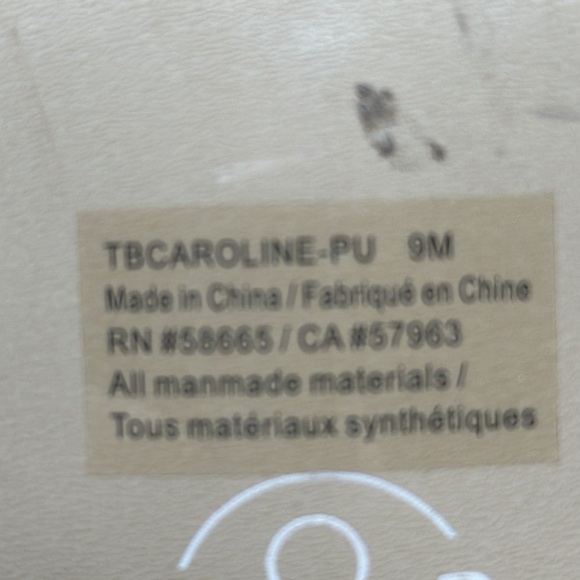 TBCAROLINE-PU 9M
Made in China / Fabriqué en Chine
RN #58665 / CA #57963
All manmade materials /
Tous matériaux synthétiques